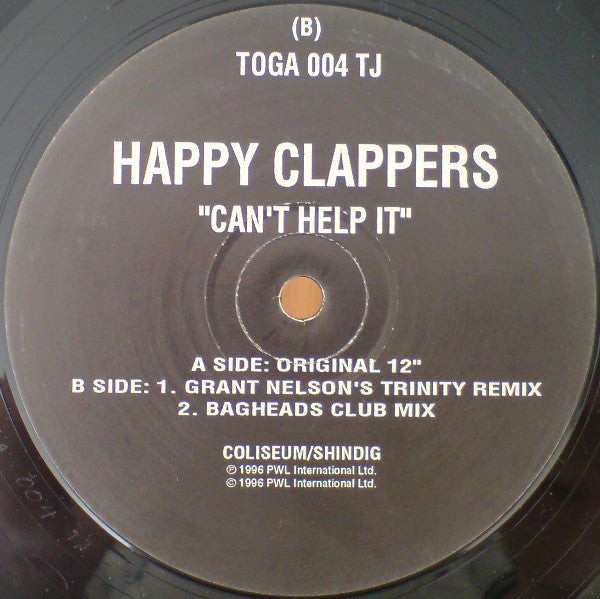 (B)
TOGA 004 TJ
HAPPY CLAPPERS
"CAN'T HELP IT"
A SIDE: ORIGINAL 12"
B SIDE: 1. GRANT NELSON'S TRINITY REMIX
2. BAGHEADS CLUB MIX
COLISEUM/SHINDIG
℗ 1996 PWL International Ltd.
© 1996 PWL International Ltd.